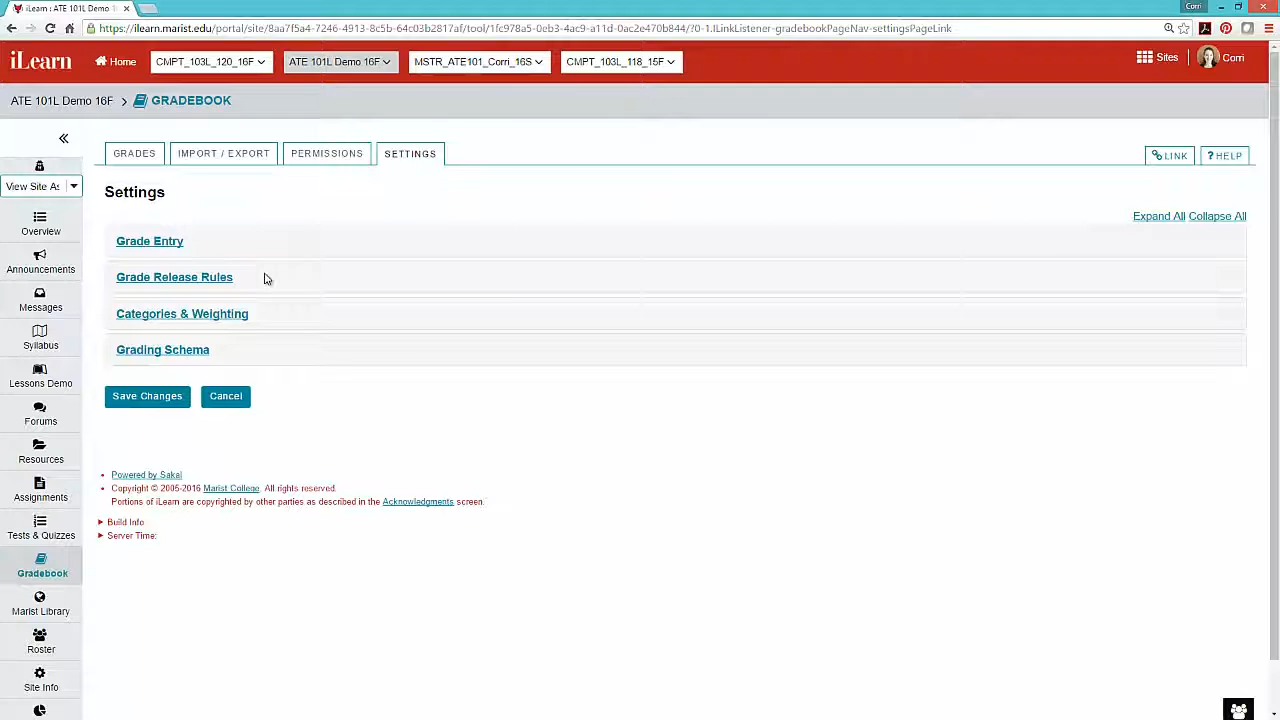 iLearn : ATE 101L Demo 1
Corri
https://ilearn.marist.edu/portal/site/8aa7f5a4-7246-4913-8c5b-64c03b2817af/tool/1fc978a5-0eb3-4ac9-a11d-0ac2e470b844/?0-1.ILinkListener-gradebookPageNav-settingsPageLink
iLearn Home CMPT_103L_120_16F ATE 101L Demo 16F MSTR_ATE101_Corri_16S CMPT_103L_118_15F Sites Corri
ATE 101L Demo 16F > GRADEBOOK
«
GRADES IMPORT / EXPORT PERMISSIONS SETTINGS LINK ? HELP
View Site As
Settings
Expand All Collapse All
Overview
Announcements
Messages
Syllabus
Lessons Demo
Forums
Resources
Assignments
Tests & Quizzes
Gradebook
Marist Library
Roster
Site Info
Grade Entry
Grade Release Rules
Categories & Weighting
Grading Schema
Save Changes Cancel
• Powered by Sakai
• Copyright © 2005-2016 Marist College. All rights reserved.
Portions of iLearn are copyrighted by other parties as described in the Acknowledgments screen.
Build Info
Server Time: